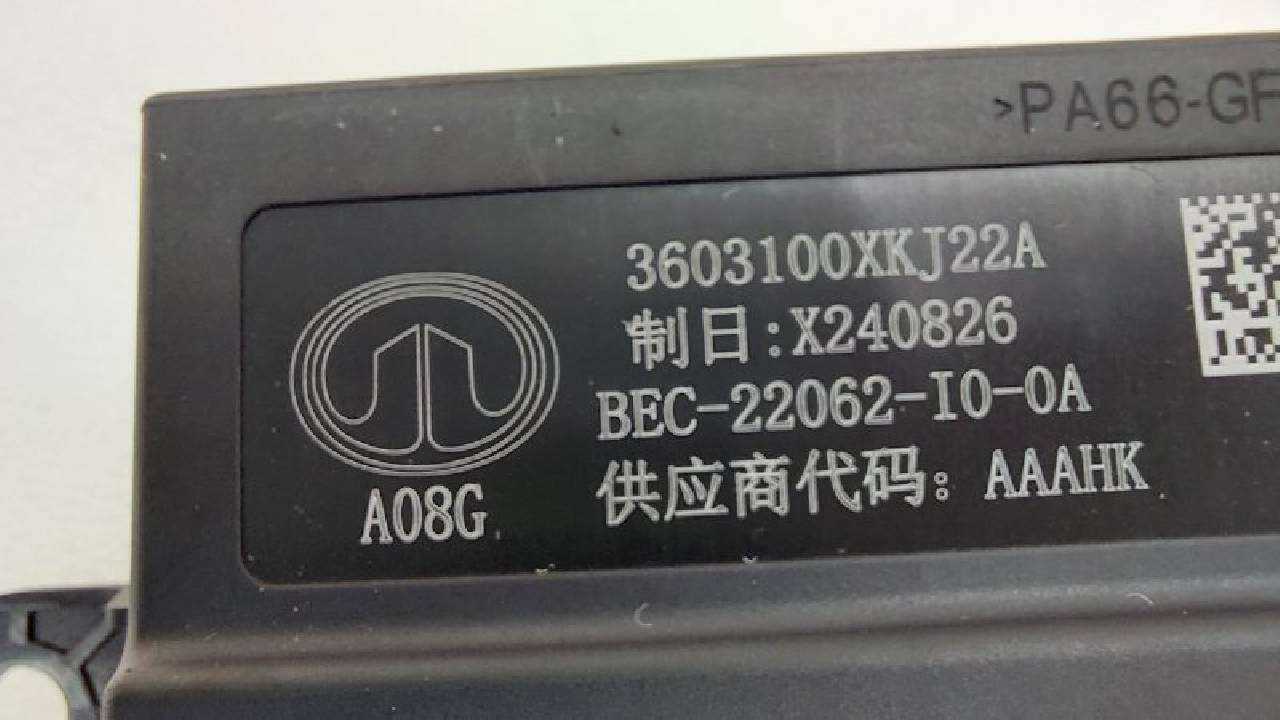 >PA66-GF
3603100XKJ22A
制日:X240826
BEC-22062-I0-0A
供应商代码: AAAHK
A08G